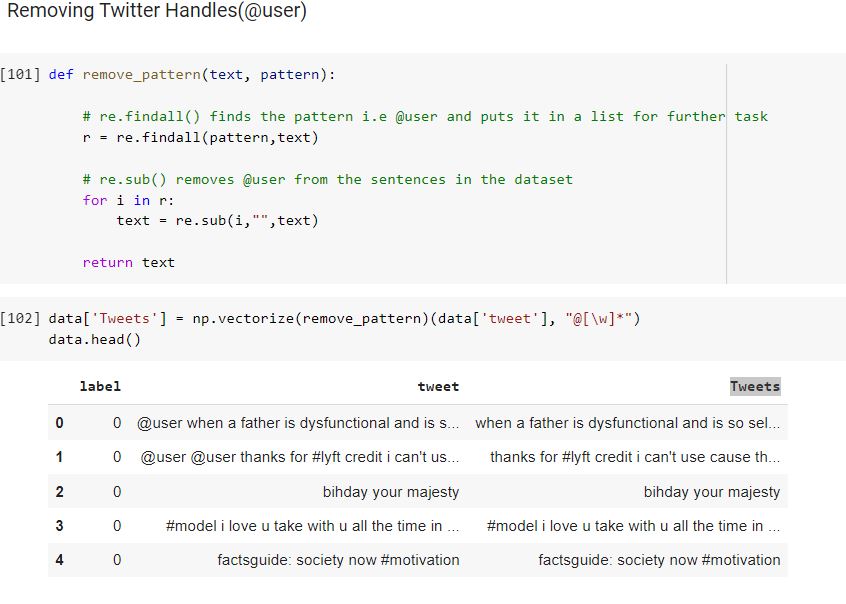 Removing Twitter Handles(@user)
[101] def remove_pattern(text, pattern):
# re.findall() finds the pattern i.e @user and puts it in a list for further task
r = re.findall(pattern,text)
# re.sub() removes @user from the sentences in the dataset
for i in r:
text = re.sub(i,"",text)
return text
[102] data['Tweets'] = np.vectorize(remove_pattern)(data['tweet'], "@[\w]*")
data.head()
label tweet Tweets
0 0 @user when a father is dysfunctional and is s... when a father is dysfunctional and is so sel...
1 0 @user @user thanks for #lyft credit i can't us... thanks for #lyft credit i can't use cause th...
2 0 bihday your majesty bihday your majesty
3 0 #model i love u take with u all the time in ... #model i love u take with u all the time in ...
4 0 factsguide: society now #motivation factsguide: society now #motivation